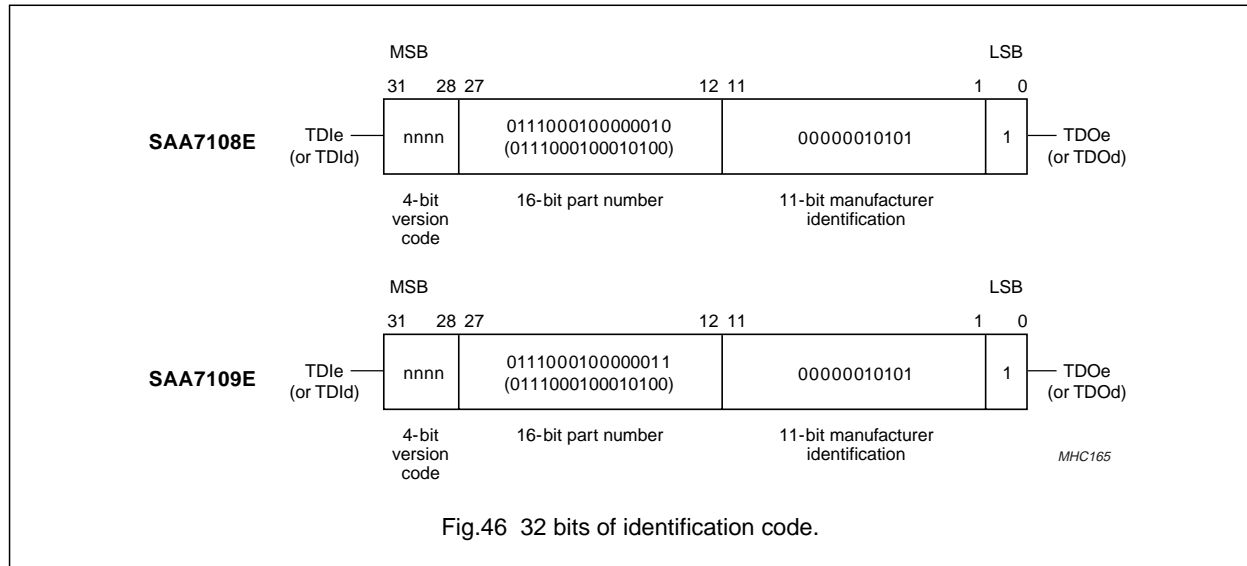 MSB LSB
31 28 27 12 11 1 0
SAA7108E
TDIe
(or TDId)
nnnn
0111000100000010
(0111000100010100)
00000010101
1
TDOe
(or TDOd)
4-bit
version
code
16-bit part number
11-bit manufacturer
identification
MSB LSB
31 28 27 12 11 1 0
SAA7109E
TDIe
(or TDId)
nnnn
0111000100000011
(0111000100010100)
00000010101
1
TDOe
(or TDOd)
4-bit
version
code
16-bit part number
11-bit manufacturer
identification
MHC165
Fig.46 32 bits of identification code.